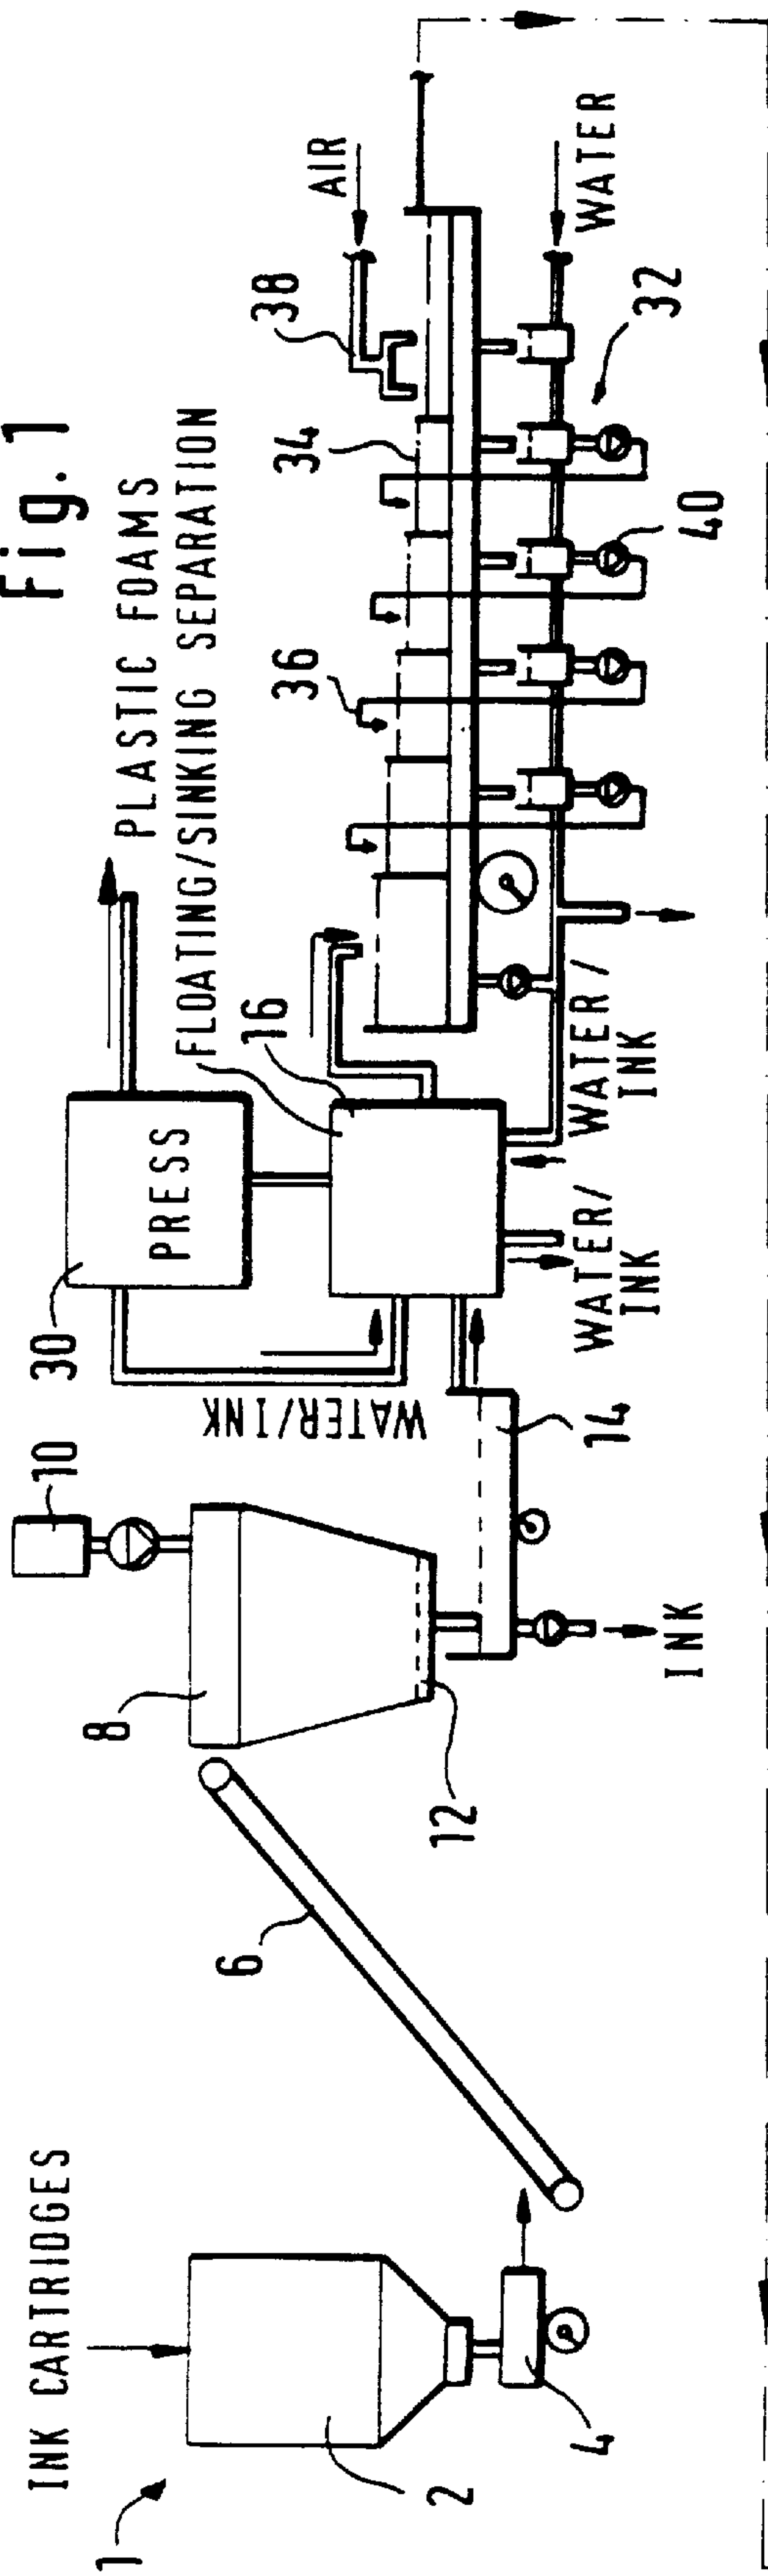 Fig. 1
INK CARTRIDGES
1
2
4
6
8
10
12
INK
14
WATER/INK
30
PRESS
PLASTIC FOAMS
FLOATING/SINKING SEPARATION
16
WATER/
INK
WATER/
INK
36
34
38
AIR
WATER
32
40